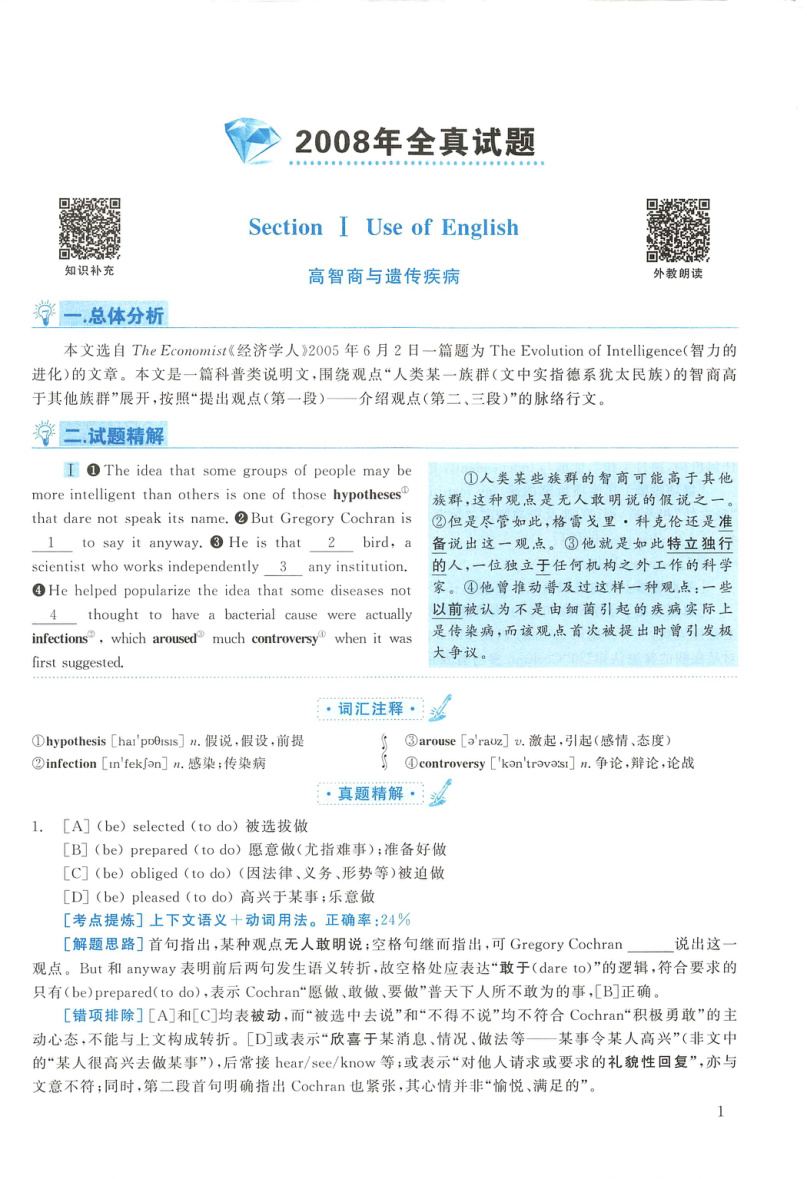 2008年全真试题
知识补充
Section Ⅰ Use of English
外教朗读
高智商与遗传疾病
一.总体分析
本文选自 The Economist《经济学人》2005 年 6 月 2 日一篇题为 The Evolution of Intelligence(智力的
进化)的文章。本文是一篇科普类说明文,围绕观点“人类某一族群(文中实指德系犹太民族)的智商高
于其他族群”展开,按照“提出观点(第一段)——介绍观点(第二、三段)”的脉络行文。
二.试题精解
Ⅰ ❶ The idea that some groups of people may be
more intelligent than others is one of those hypotheses①
that dare not speak its name. ❷ But Gregory Cochran is
1 to say it anyway. ❸ He is that 2 bird, a
scientist who works independently 3 any institution.
❹ He helped popularize the idea that some diseases not
4 thought to have a bacterial cause were actually
infections②, which aroused③ much controversy④ when it was
first suggested.
①人类某些族群的智商可能高于其他
族群,这种观点是无人敢明说的假说之一。
②但是尽管如此,格雷戈里·科克伦还是准
备说出这一观点。③他就是如此特立独行
的人,一位独立于任何机构之外工作的科学
家。④他曾推动普及过这样一种观点:一些
以前被认为不是由细菌引起的疾病实际上
是传染病,而该观点首次被提出时曾引发极
大争议。
·词汇注释·
①hypothesis [haɪˈpɒθɪsɪs] n. 假说,假设,前提
②infection [ɪnˈfekʃən] n. 感染;传染病
③arouse [əˈraʊz] v. 激起,引起(感情、态度)
④controversy [ˈkənˈtrəvəːsɪ] n. 争论,辩论,论战
·真题精解·
1. [A] (be) selected (to do) 被选拔做
[B] (be) prepared (to do) 愿意做(尤指难事);准备好做
[C] (be) obliged (to do) (因法律、义务、形势等)被迫做
[D] (be) pleased (to do) 高兴于某事;乐意做
[考点提炼] 上下文语义+动词用法。正确率:24%
[解题思路] 首句指出,某种观点无人敢明说;空格句继而指出,可 Gregory Cochran ______说出这一
观点。But 和 anyway 表明前后两句发生语义转折,故空格处应表达“敢于(dare to)”的逻辑,符合要求的
只有(be)prepared(to do),表示 Cochran“愿做、敢做、要做”普天下人所不敢为的事,[B]正确。
[错项排除] [A]和[C]均表被动,而“被选中去说”和“不得不说”均不符合 Cochran“积极勇敢”的主
动心态,不能与上文构成转折。[D]或表示“欣喜于某消息、情况、做法等——某事令某人高兴”(非文中
的“某人很高兴去做某事”),后常接 hear/see/know 等;或表示“对他人请求或要求的礼貌性回复”,亦与
文意不符;同时,第二段首句明确指出 Cochran 也紧张,其心情并非“愉悦、满足的”。
1